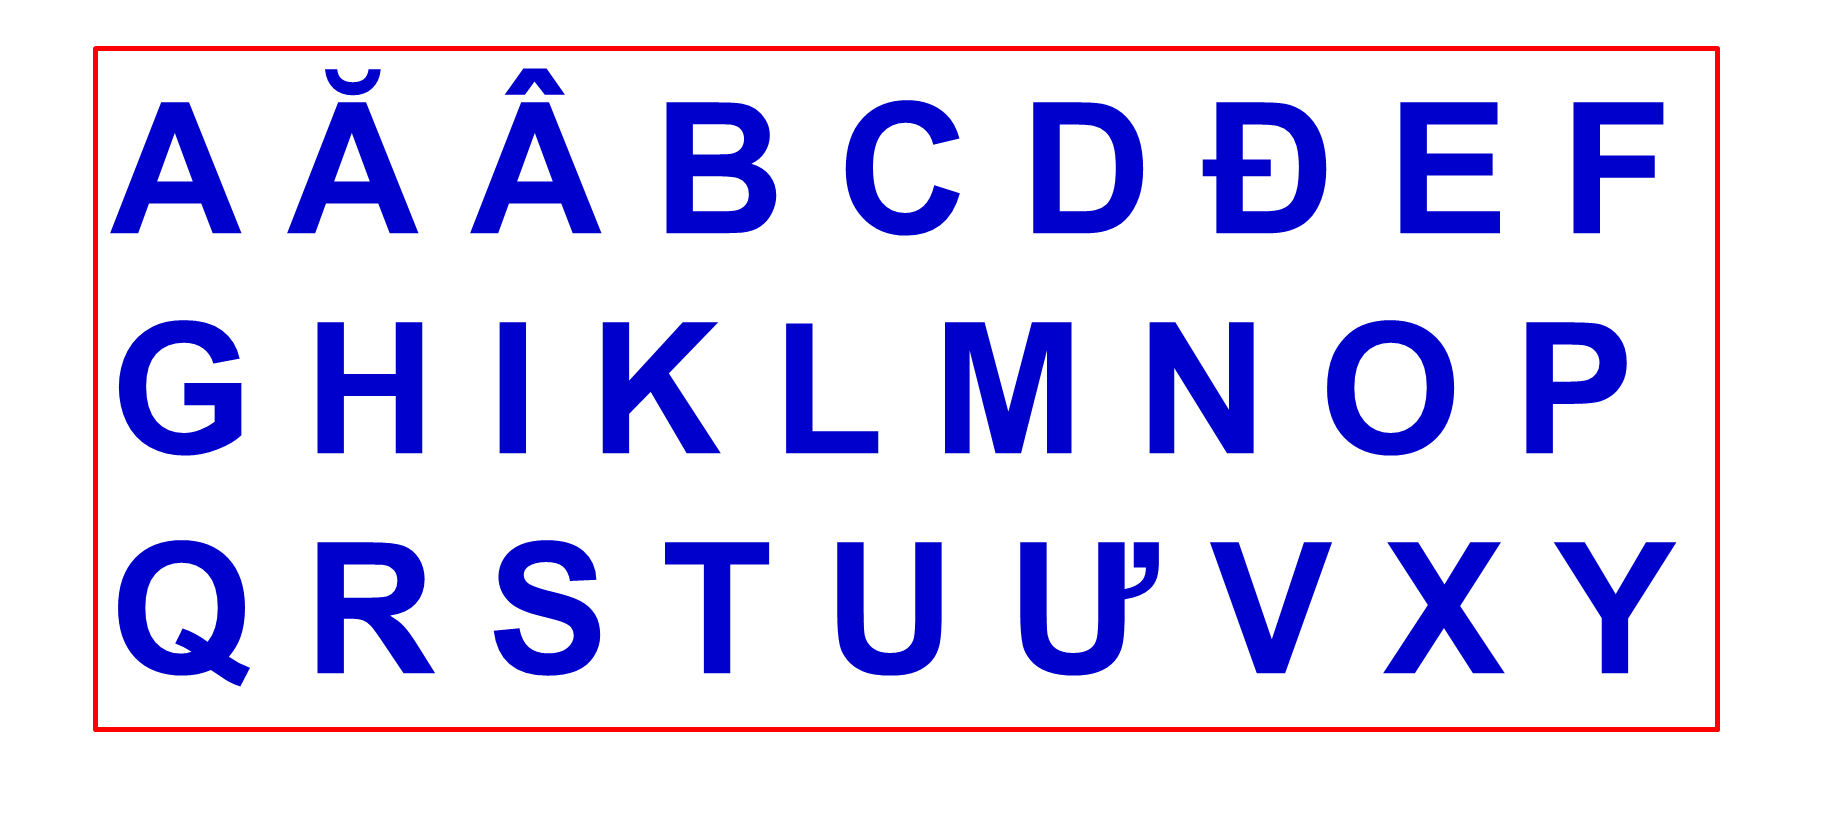 A Ă Â B C D Đ E F
G H I K L M N O P
Q R S T U Ư V X Y